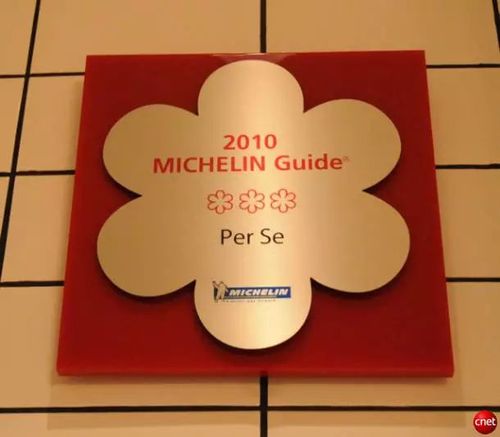 2010
MICHELIN Guide®
Per Se
MICHELIN
cnet